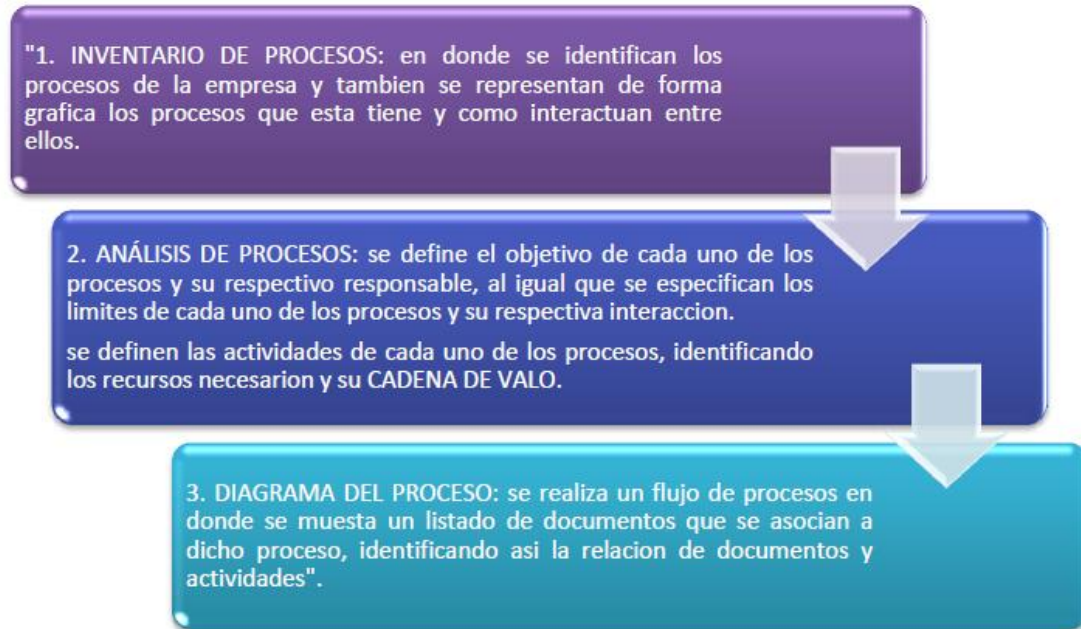 "1. INVENTARIO DE PROCESOS: en donde se identifican los
procesos de la empresa y tambien se representan de forma
grafica los procesos que esta tiene y como interactuan entre
ellos.
2. ANÁLISIS DE PROCESOS: se define el objetivo de cada uno de los
procesos y su respectivo responsable, al igual que se especifican los
limites de cada uno de los procesos y su respectiva interaccion.
se definen las actividades de cada uno de los procesos, identificando
los recursos necesarion y su CADENA DE VALO.
3. DIAGRAMA DEL PROCESO: se realiza un flujo de procesos en
donde se muesta un listado de documentos que se asocian a
dicho proceso, identificando asi la relacion de documentos y
actividades".